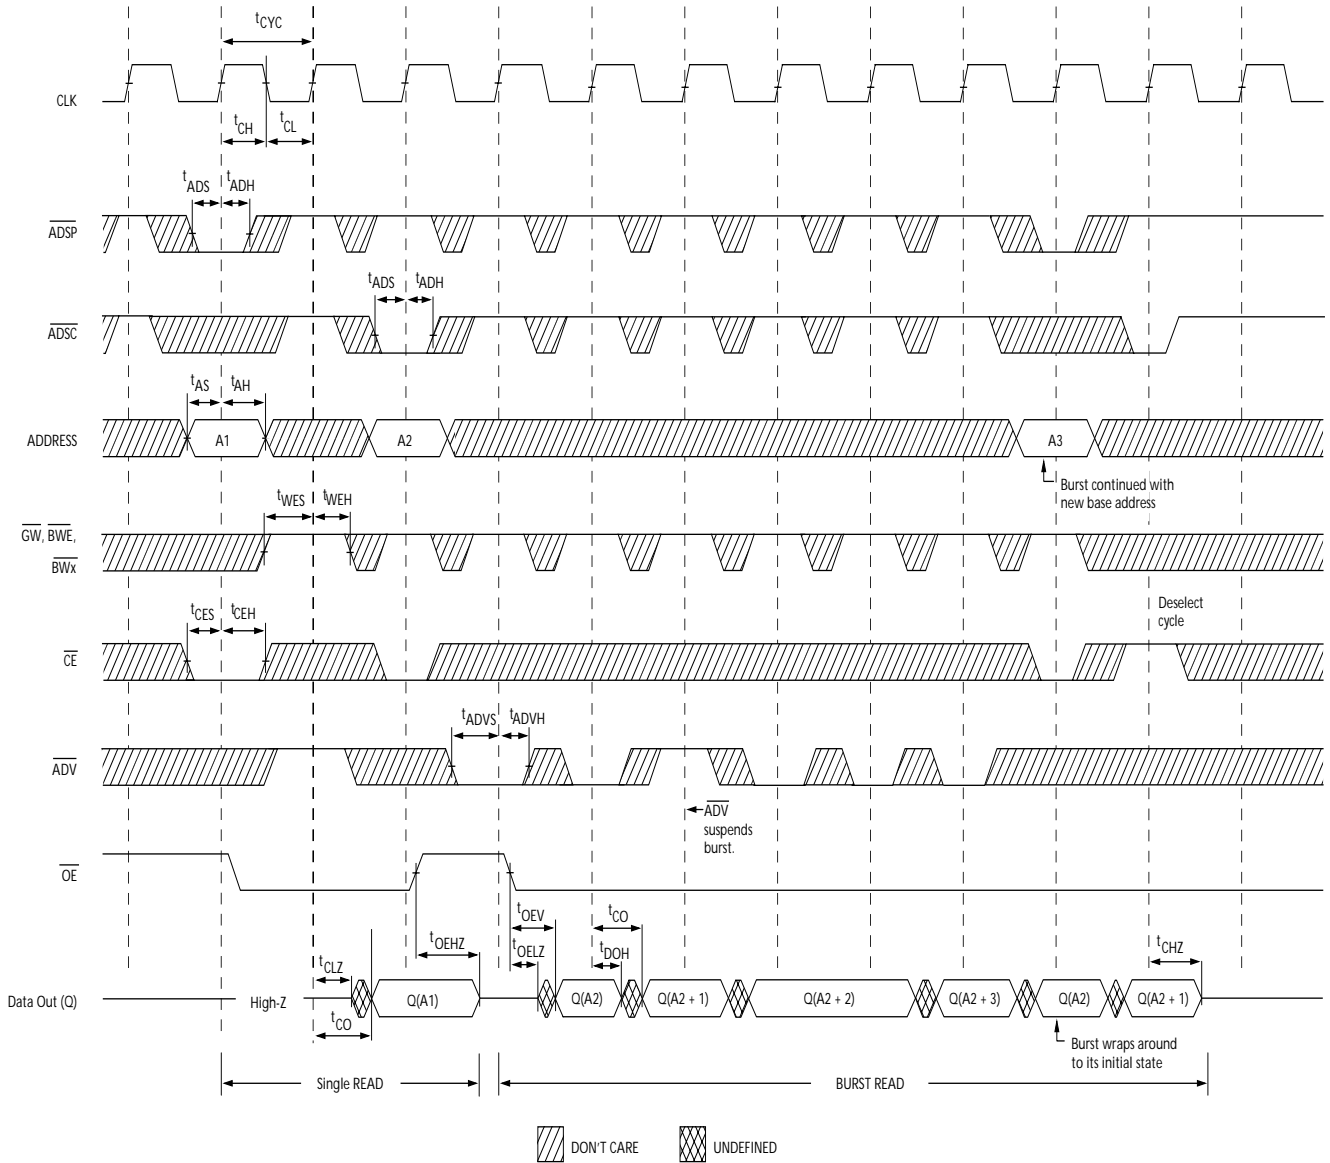 tCYC
CLK
tCH
tCL
tADS
tADH
ADSP
tADS
tADH
ADSC
tAS
tAH
ADDRESS
A1
A2
A3
Burst continued with
new base address
tWES
tWEH
GW, BWE,
BWx
Deselect
cycle
tCES
tCEH
CE
tADVS
tADVH
ADV
ADV
suspends
burst.
OE
tOEV
tCO
tOEHZ
tOELZ
tDOH
tCHZ
tCLZ
Data Out (Q)
High-Z
Q(A1)
Q(A2)
Q(A2 + 1)
Q(A2 + 2)
Q(A2 + 3)
Q(A2)
Q(A2 + 1)
tCO
Burst wraps around
to its initial state
Single READ
BURST READ
DON'T CARE
UNDEFINED